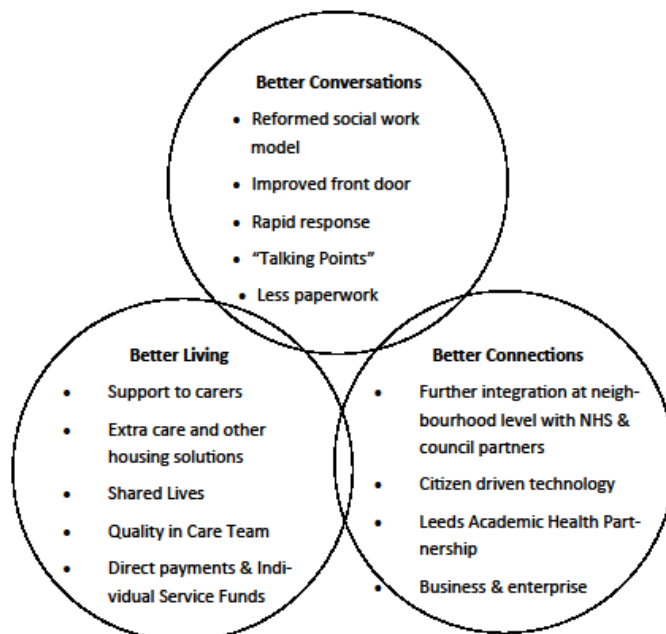 Better Conversations
• Reformed social work
model
• Improved front door
• Rapid response
• “Talking Points”
• Less paperwork
Better Living
• Support to carers
• Extra care and other
housing solutions
• Shared Lives
• Quality in Care Team
• Direct payments & Indi-
vidual Service Funds
Better Connections
• Further integration at neigh-
bourhood level with NHS &
council partners
• Citizen driven technology
• Leeds Academic Health Part-
nership
• Business & enterprise